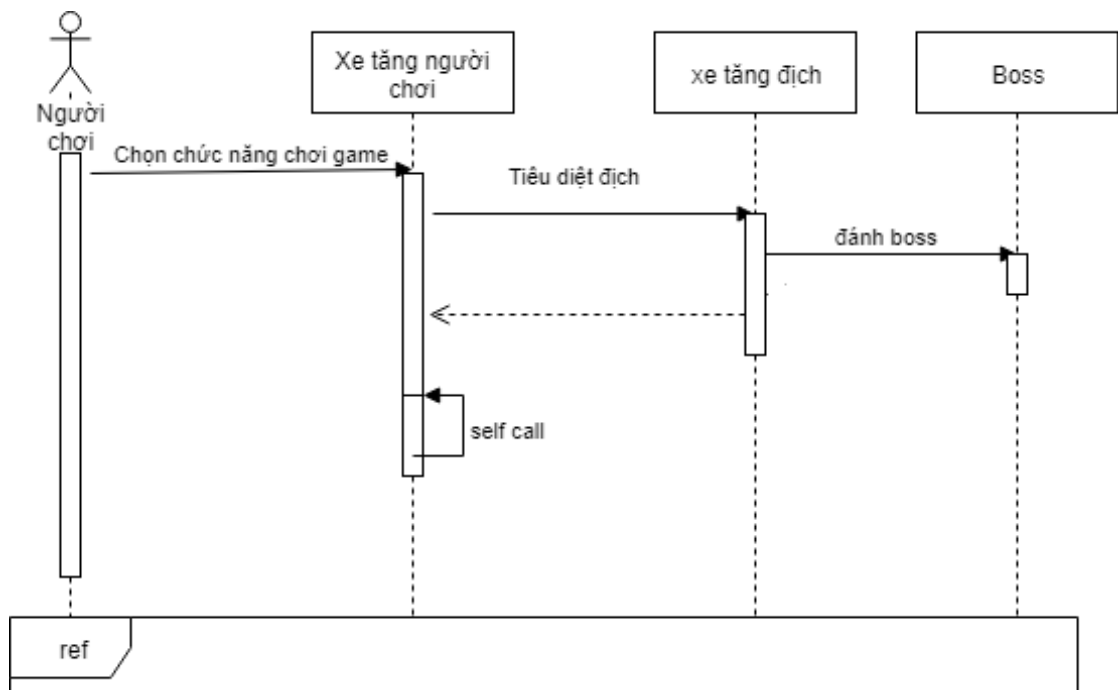 Người
chơi
Xe tăng người
chơi
xe tăng địch
Boss
Chọn chức năng chơi game
Tiêu diệt địch
đánh boss
self call
ref